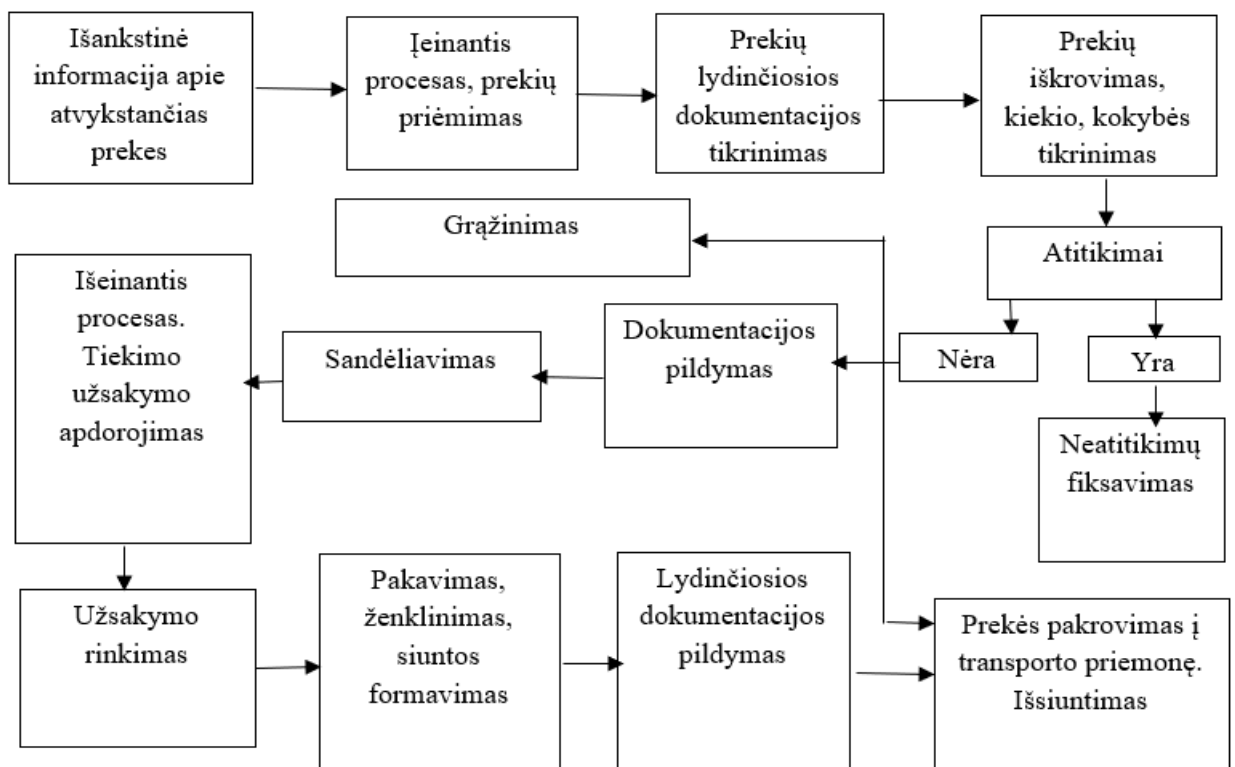 Išankstinė
informacija apie
atvykstančias
prekes
Įeinantis
procesas, prekių
priėmimas
Prekių
lydinčiosios
dokumentacijos
tikrinimas
Prekių
iškrovimas,
kiekio, kokybės
tikrinimas
Grąžinimas
Atitikimai
Nėra
Yra
Neatitikimų
fiksavimas
Dokumentacijos
pildymas
Sandėliavimas
Išeinantis
procesas.
Tiekimo
užsakymo
apdorojimas
Užsakymo
rinkimas
Pakavimas,
ženklinimas,
siuntos
formavimas
Lydinčiosios
dokumentacijos
pildymas
Prekės pakrovimas į
transporto priemonę.
Išsiuntimas